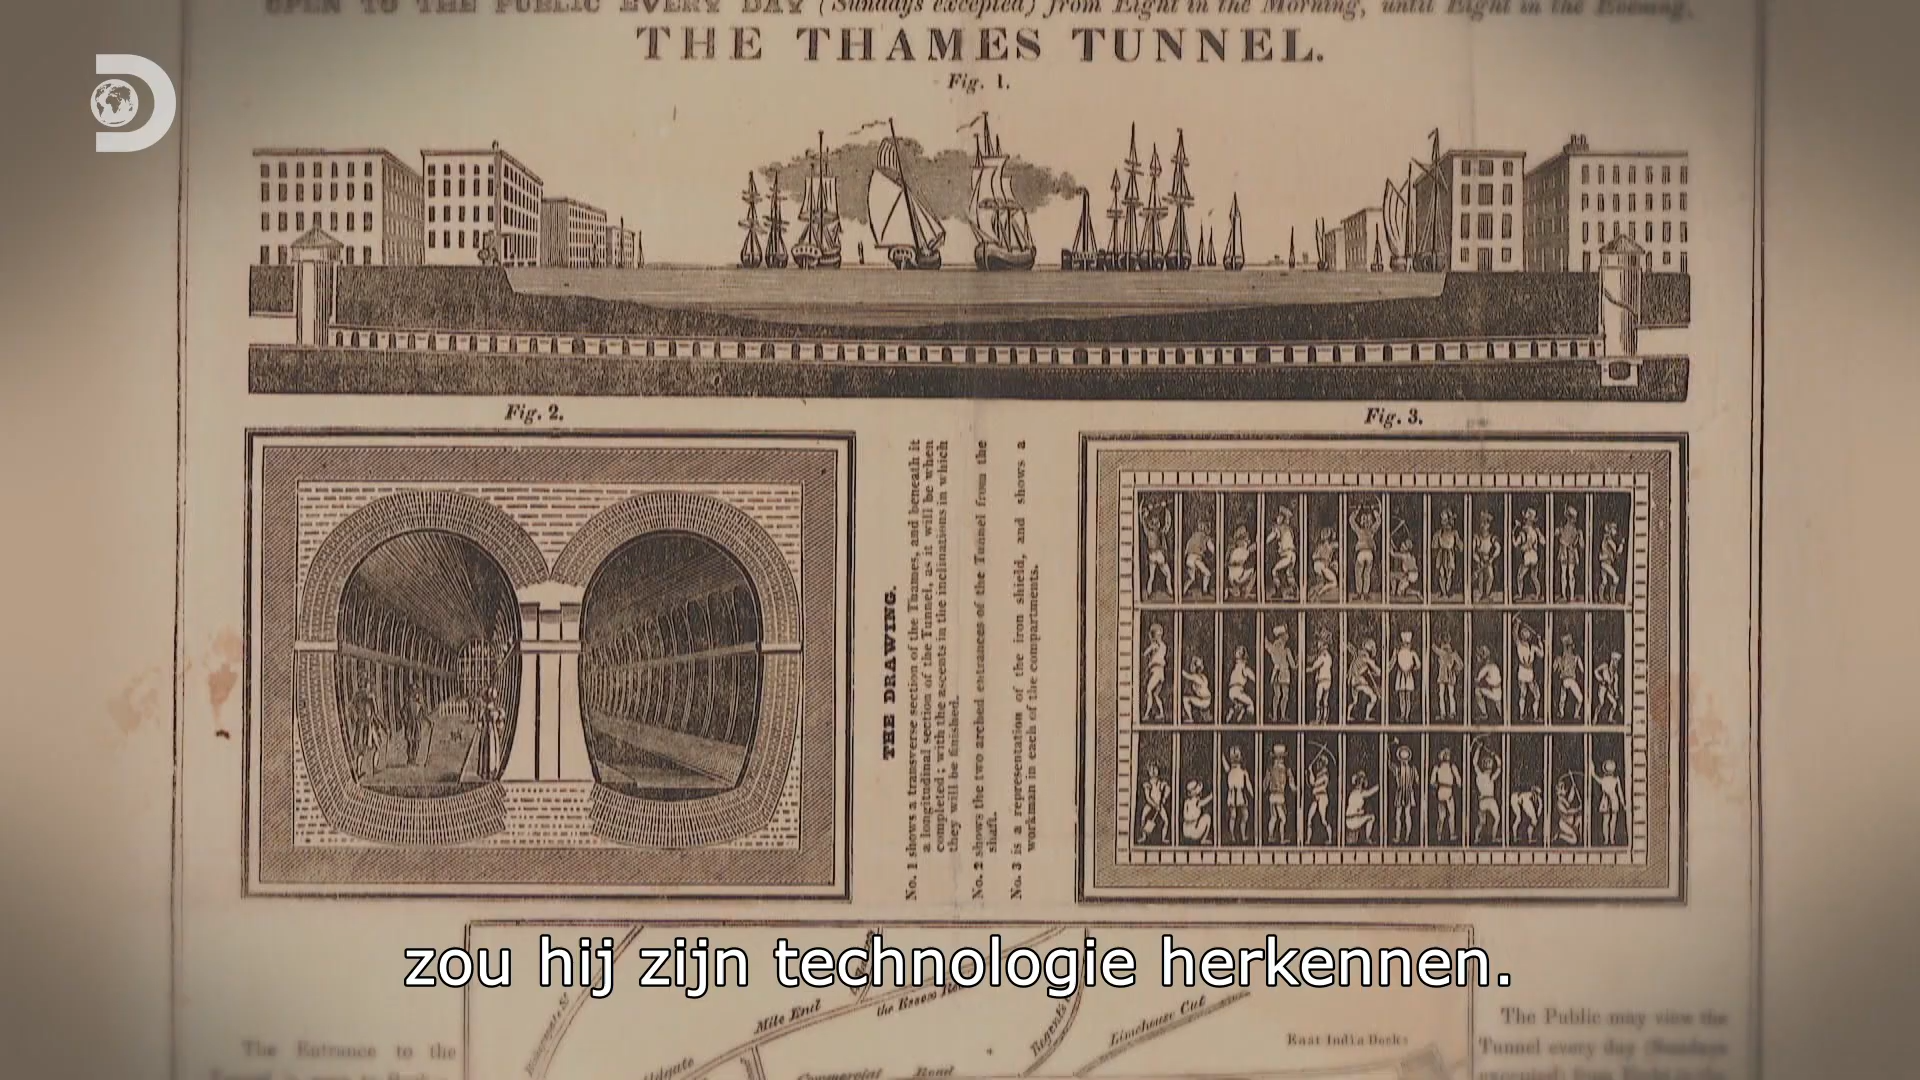 OPEN TO THE PUBLIC EVERY DAY (Sundays excepted) from Eight in the Morning, until Eight in the Evening.
THE THAMES TUNNEL.
Fig. 1.
Fig. 2.
Fig. 3.
THE DRAWING.
No. 1 shows a transverse section of the Thames, and beneath it
a longitudinal section of the Tunnel, as it will be when
completed; with the ascents in the inclinations in which
they will be finished.
No. 2 shows the two arched entrances of the Tunnel from the
shaft.
No. 3 is a representation of the iron shield, and shows a
workman in each of the compartments.
zou hij zijn technologie herkennen.
Mile End
the Essex
Regent's
Limehouse Cut
East India Docks
Commercial Road
The Entrance to the
The Public may view the
Tunnel every day (Sundays